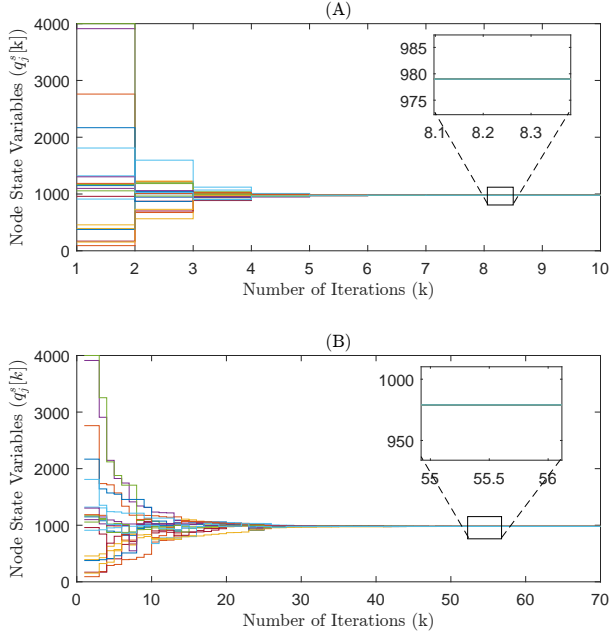 (A)
Node State Variables (q_j^s[k])
4000
3000
2000
1000
0
985
980
975
8.1 8.2 8.3
1 2 3 4 5 6 7 8 9 10
Number of Iterations (k)
(B)
Node State Variables (q_j^s[k])
4000
3000
2000
1000
0
1000
950
55 55.5 56
0 10 20 30 40 50 60 70
Number of Iterations (k)